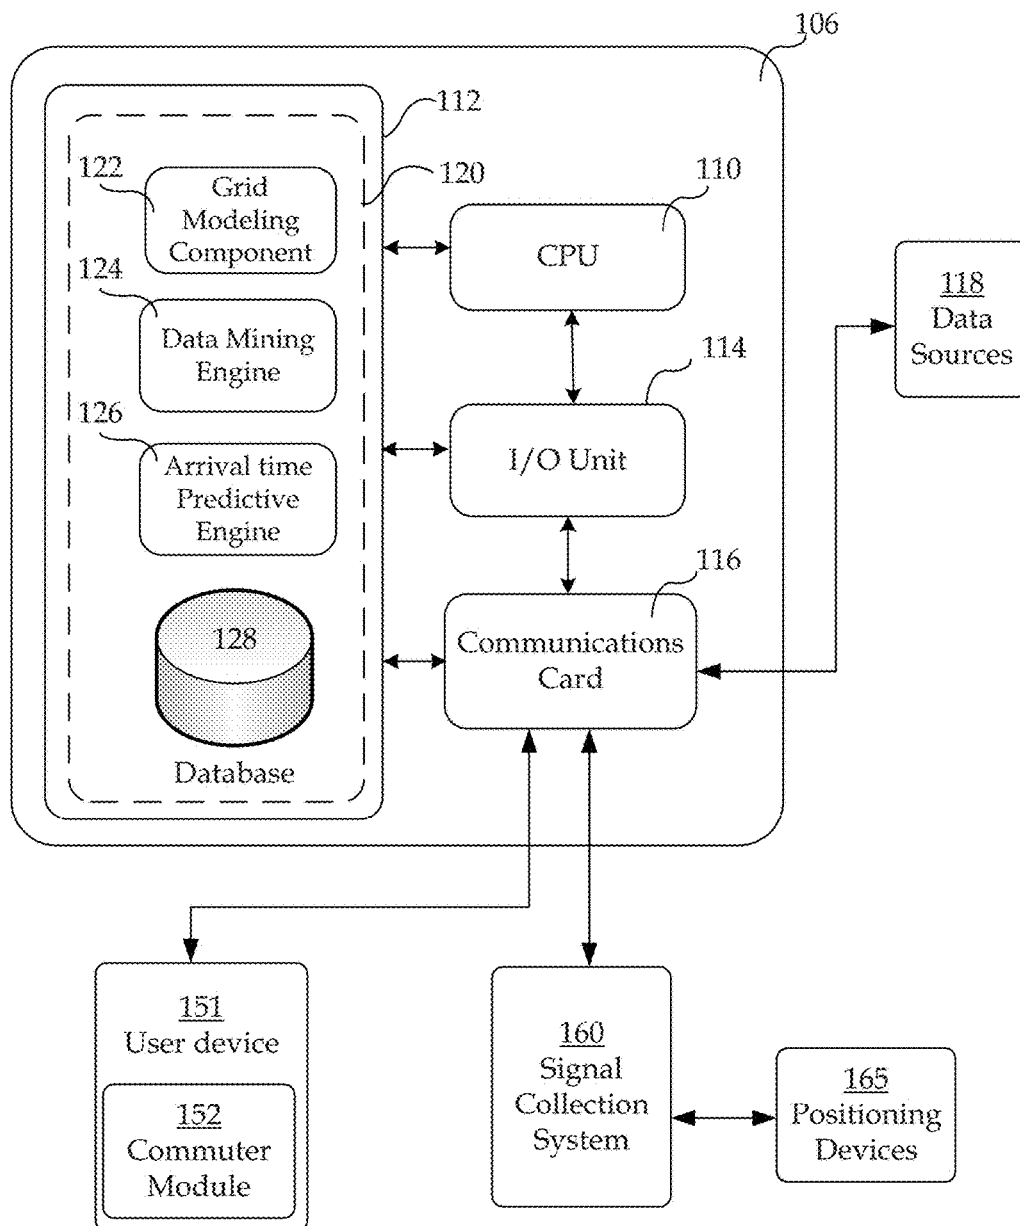 106
112
122
120
110
Grid
Modeling
Component
CPU
124
118
Data
Sources
Data Mining
Engine
114
126
Arrival time
Predictive
Engine
I/O Unit
116
128
Communications
Card
Database
151
User device
160
Signal
Collection
System
165
Positioning
Devices
152
Commuter
Module